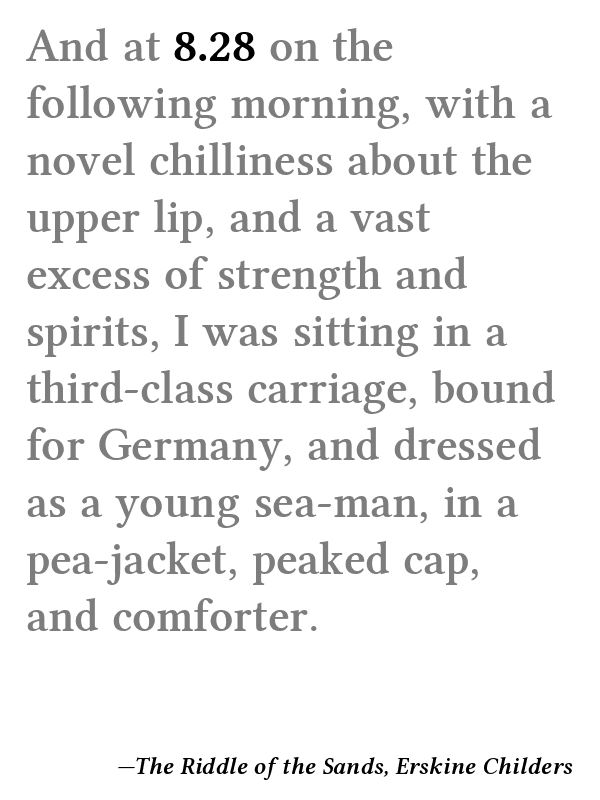 And at 8.28 on the
following morning, with a
novel chilliness about the
upper lip, and a vast
excess of strength and
spirits, I was sitting in a
third-class carriage, bound
for Germany, and dressed
as a young sea-man, in a
pea-jacket, peaked cap,
and comforter.
—The Riddle of the Sands, Erskine Childers